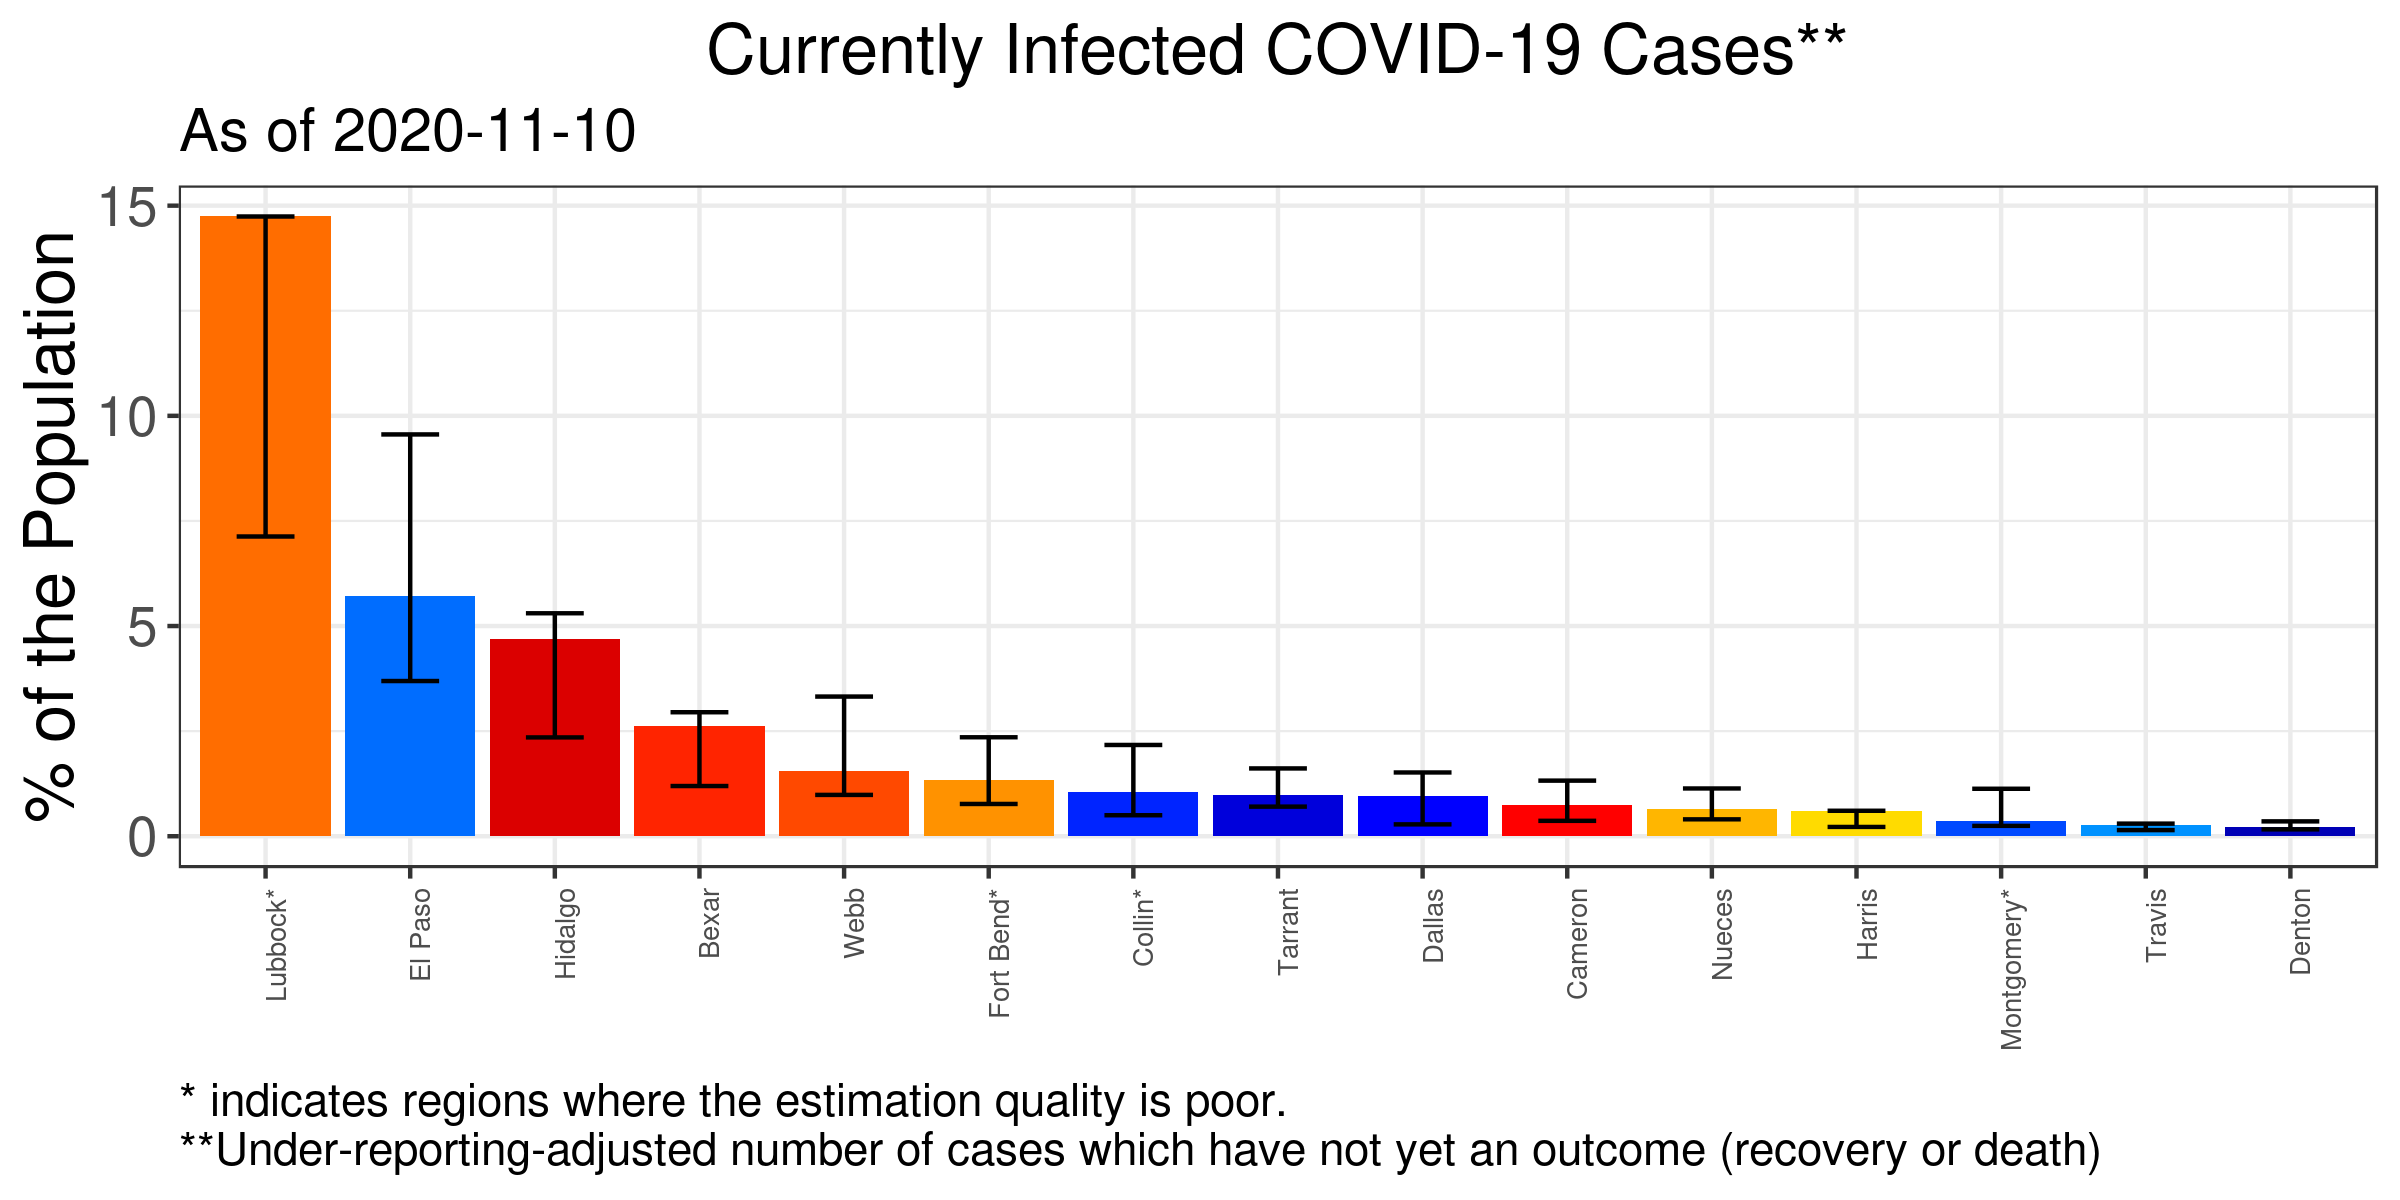 Currently Infected COVID-19 Cases**
As of 2020-11-10
% of the Population
15
10
5
0
Lubbock*
El Paso
Hidalgo
Bexar
Webb
Fort Bend*
Collin*
Tarrant
Dallas
Cameron
Nueces
Harris
Montgomery*
Travis
Denton
* indicates regions where the estimation quality is poor.
**Under-reporting-adjusted number of cases which have not yet an outcome (recovery or death)